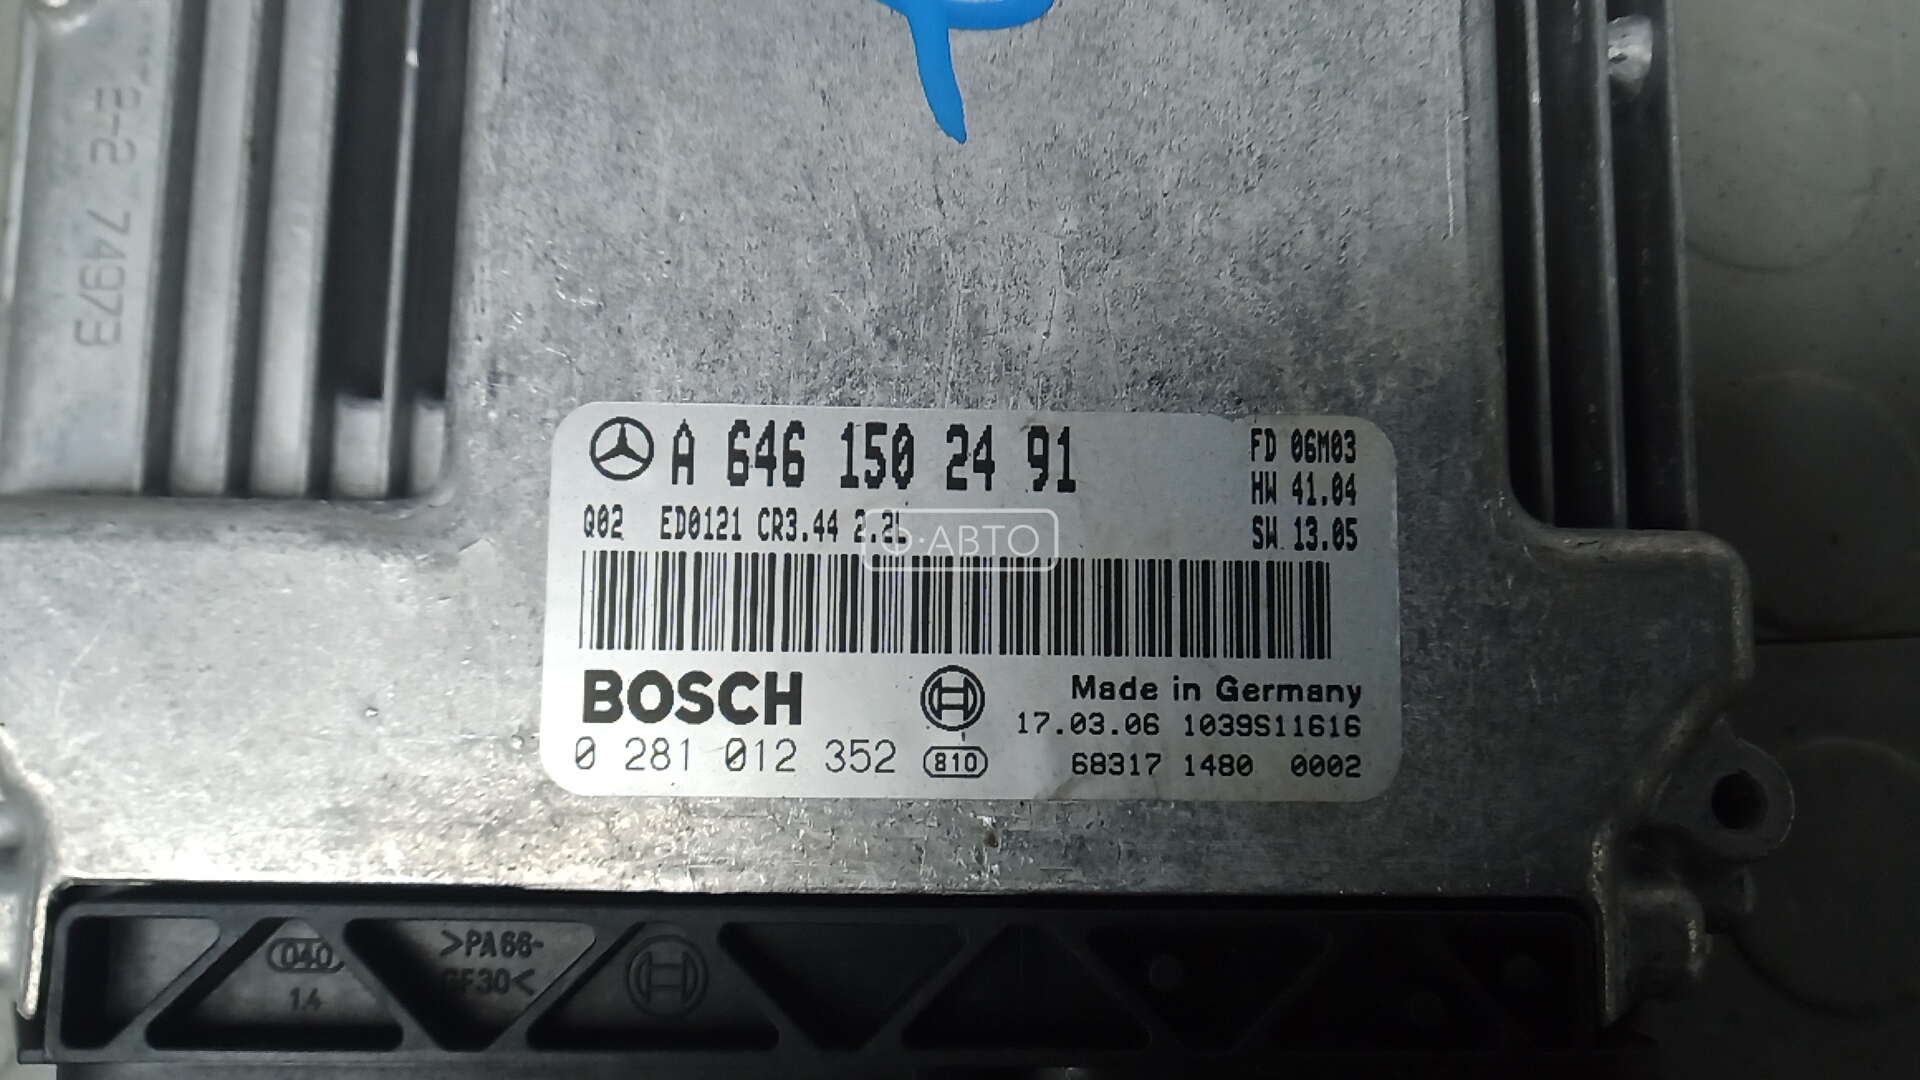 2r2 74973
A 646 150 24 91
FD 06M03
HW 41.04
Q02 ED0121 CR3.44 2.2L
SW 13.05
АВТО
BOSCH
Made in Germany
17.03.06 1039S11616
0 281 012 352 810
68317 1480 0002
040
1.4
>PA66-
GF30<